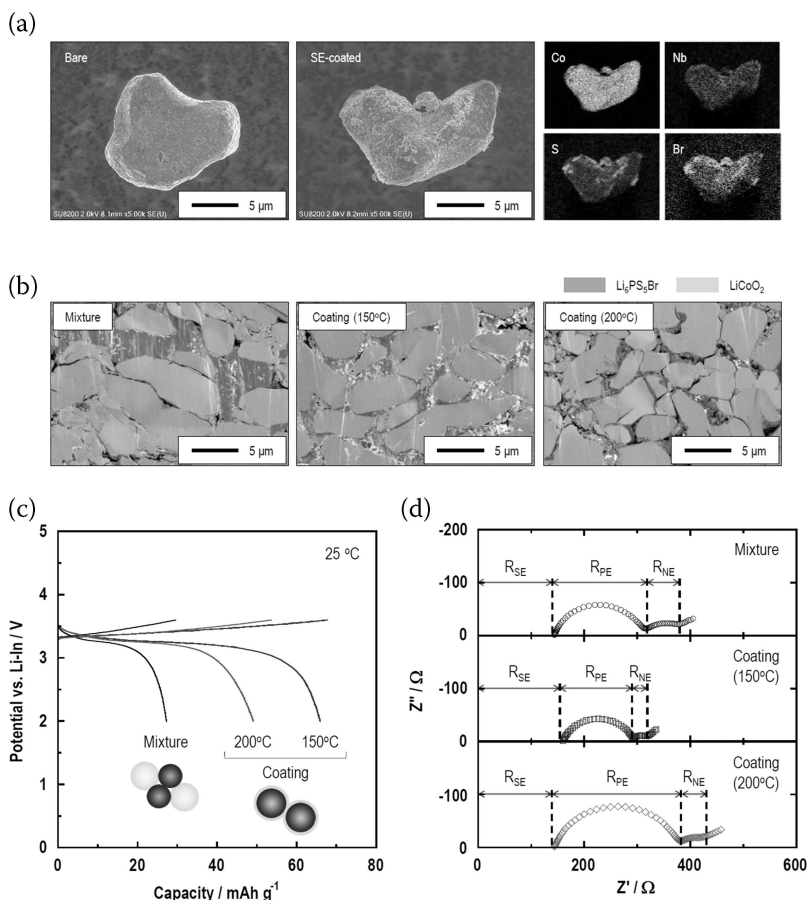 (a)
Bare
SE-coated
Co
Nb
S
Br
5 μm
5 μm
SU8200 2.0kV 8.1mm x5.00k SE(U)
SU8200 2.0kV 8.2mm x5.00k SE(U)
(b)
Li6PS5Br
LiCoO2
Mixture
Coating (150°C)
Coating (200°C)
5 μm
5 μm
5 μm
(c)
5
4
3
2
1
0
Potential vs. Li-In / V
25 °C
Mixture
200°C
150°C
Coating
0
20
40
60
80
Capacity / mAh g-1
(d)
-200
-100
0
-100
0
-100
0
Z'' / Ω
Mixture
RSE
RPE
RNE
Coating
(150°C)
RSE
RPE
RNE
Coating
(200°C)
RSE
RPE
RNE
0
200
400
600
Z' / Ω